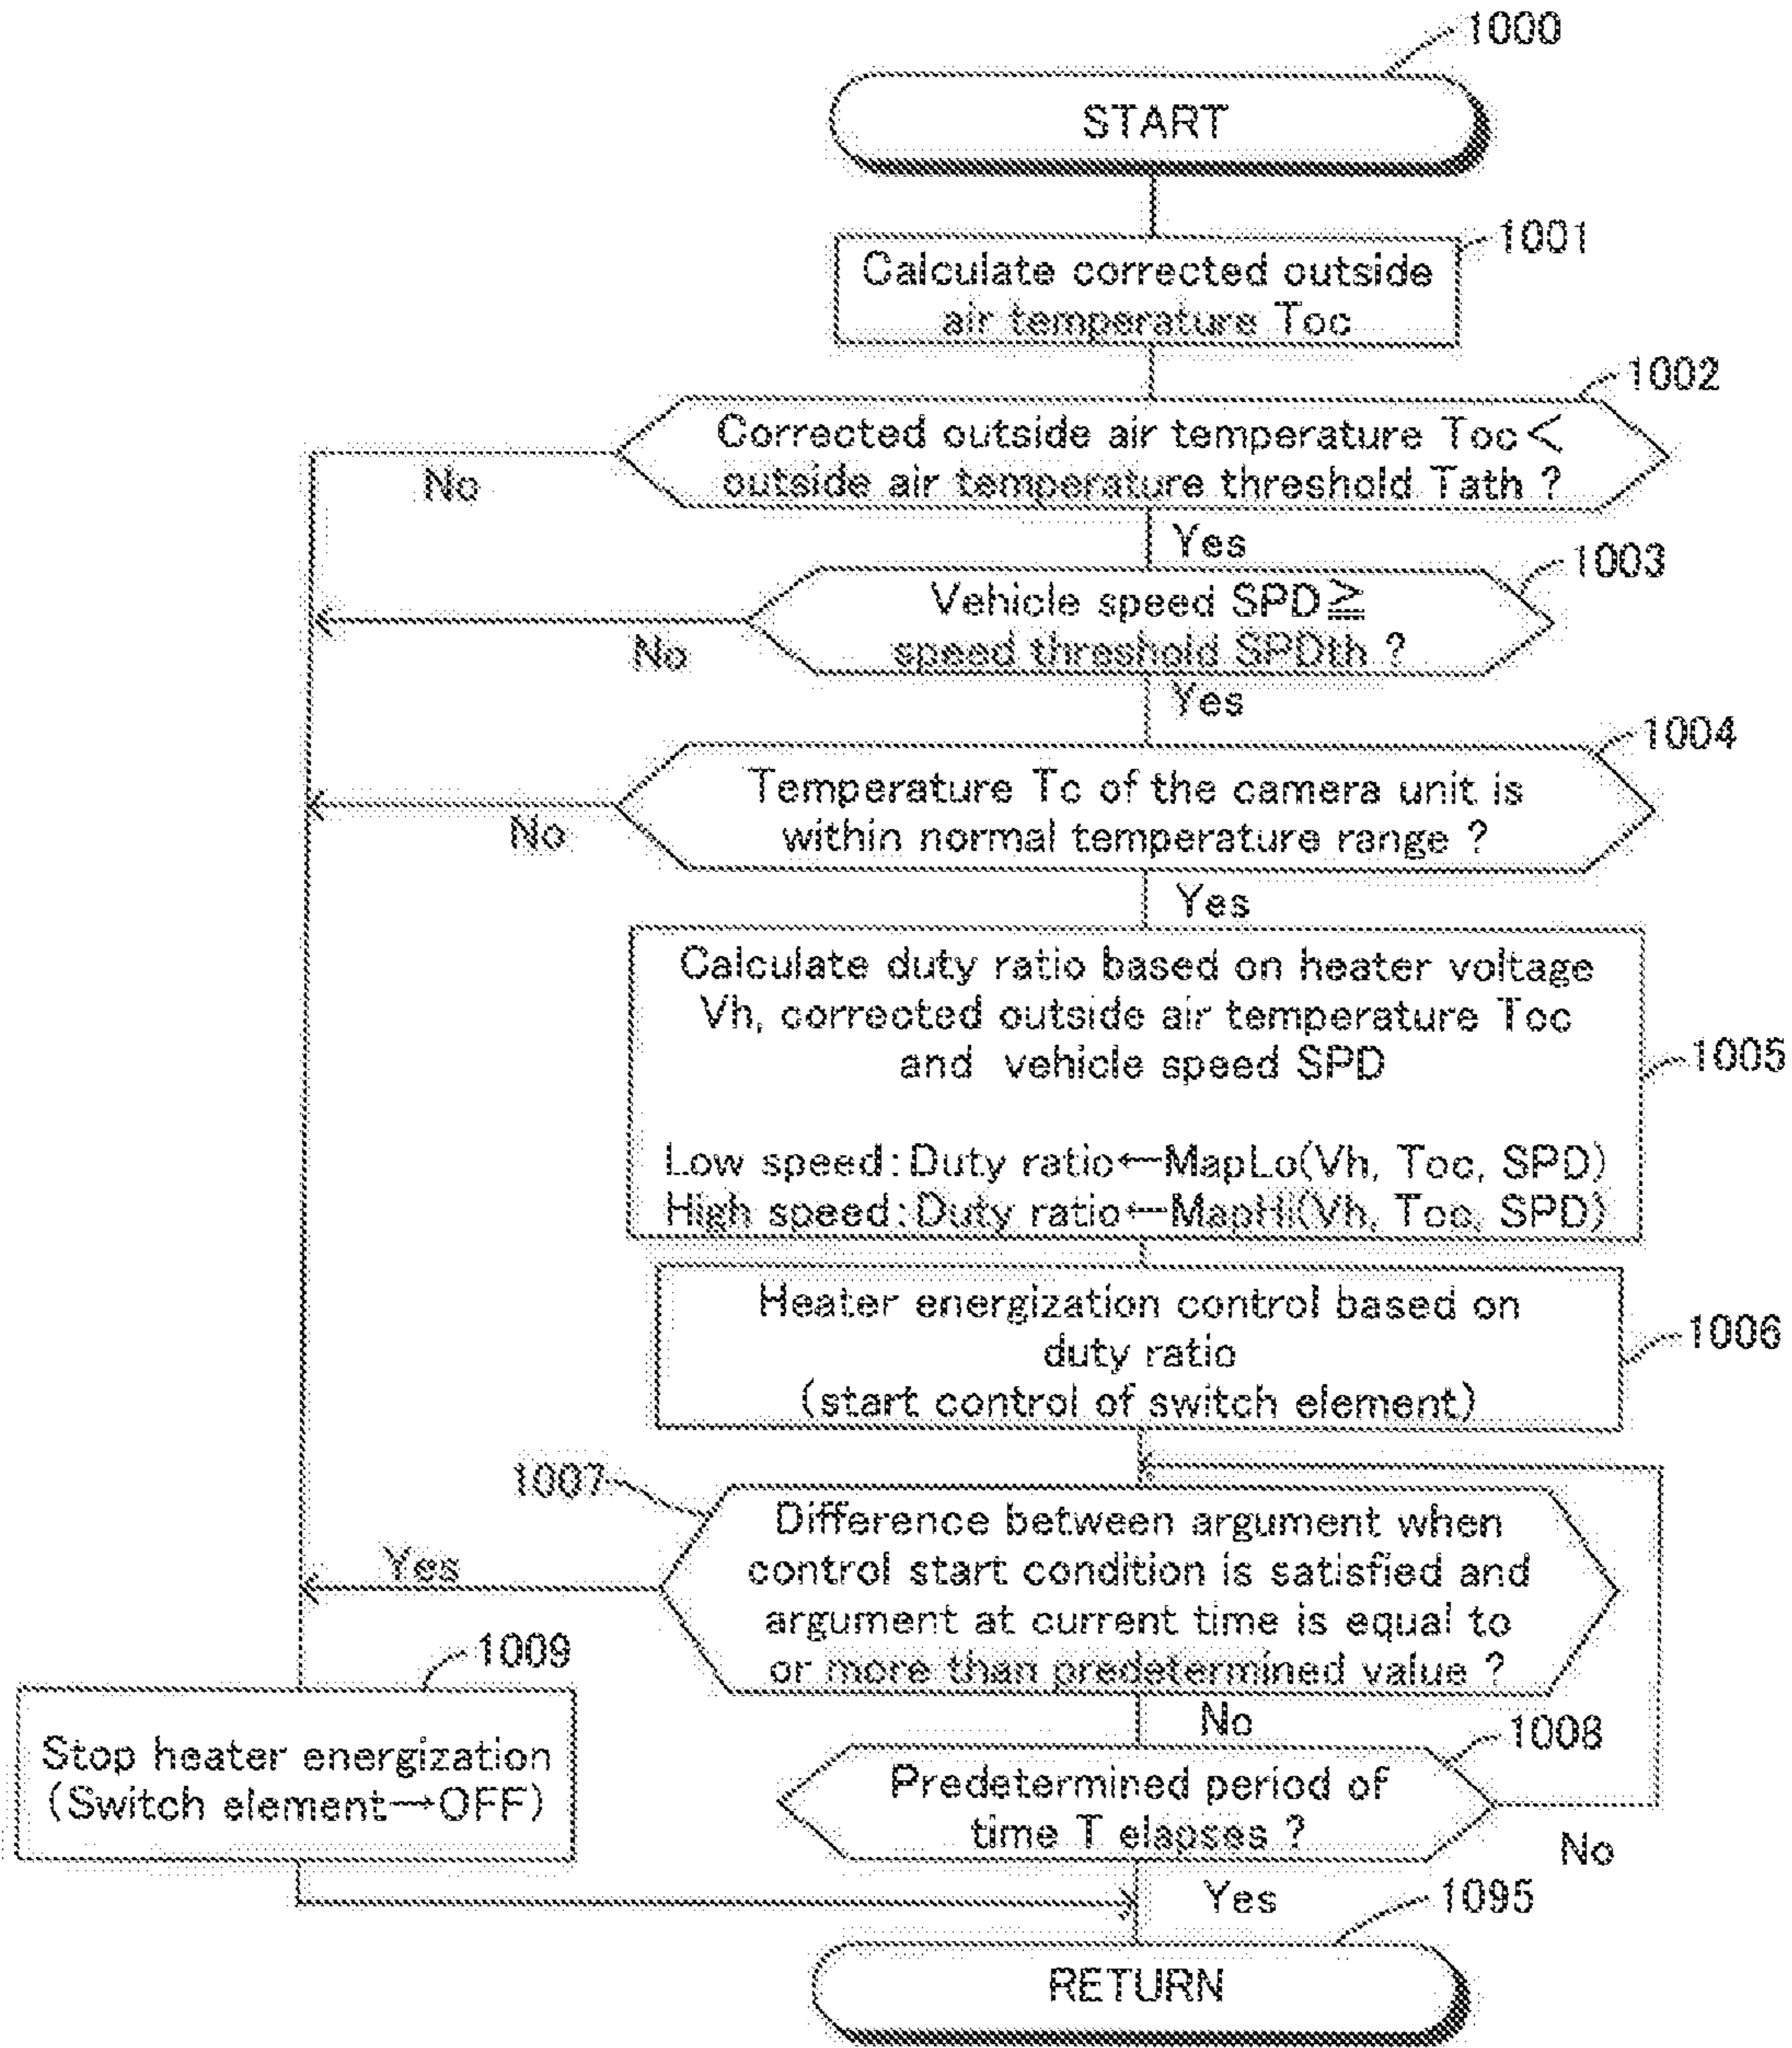 1000
START
1001
Calculate corrected outside
air temperature Toc
1002
Corrected outside air temperature Toc<
outside air temperature threshold Tath ?
No
Yes
1003
Vehicle speed SPD≧
speed threshold SPDth ?
No
Yes
1004
Temperature Tc of the camera unit is
within normal temperature range ?
No
Yes
Calculate duty ratio based on heater voltage
Vh, corrected outside air temperature Toc
and vehicle speed SPD
1005
Low speed:Duty ratio←MapLo(Vh, Toc, SPD)
High speed:Duty ratio←MapHi(Vh, Toc, SPD)
Heater energization control based on
duty ratio
(start control of switch element)
1006
1007
Difference between argument when
control start condition is satisfied and
argument at current time is equal to
or more than predetermined value ?
Yes
No
1009
Stop heater energization
(Switch element→OFF)
1008
Predetermined period of
time T elapses ?
No
Yes
1095
RETURN